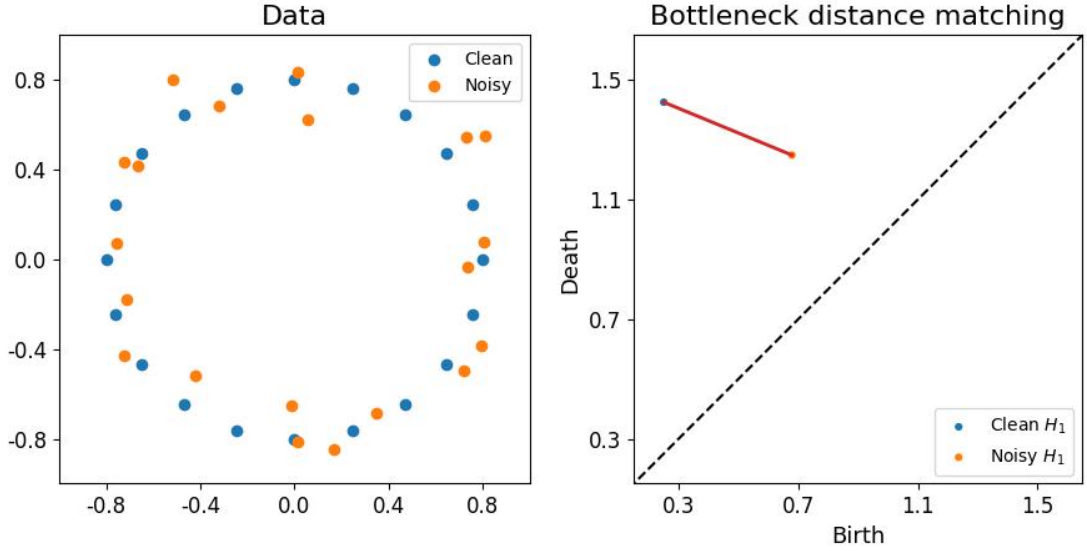 Data
Clean
Noisy
0.8
0.4
0.0
-0.4
-0.8
-0.8
-0.4
0.0
0.4
0.8
Bottleneck distance matching
1.5
1.1
0.7
0.3
Death
Clean H₁
Noisy H₁
0.3
0.7
1.1
1.5
Birth